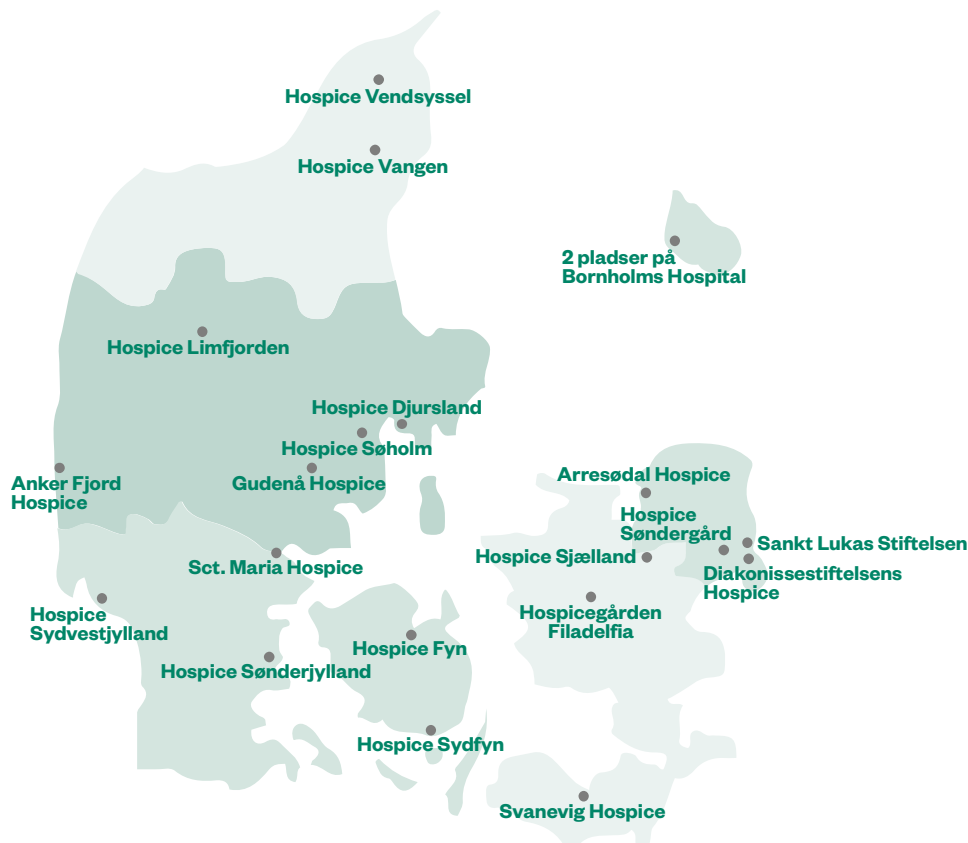 Hospice Vendsyssel
Hospice Vangen
2 pladser på
Bornholms Hospital
Hospice Limfjorden
Hospice Djursland
Hospice Søholm
Anker Fjord
Hospice
Gudenå Hospice
Arresødal Hospice
Hospice
Søndergård
Sankt Lukas Stiftelsen
Hospice Sjælland
Diakonissestiftelsens
Hospice
Sct. Maria Hospice
Hospice
Sydvestjylland
Hospicegården
Filadelfia
Hospice Fyn
Hospice Sønderjylland
Hospice Sydfyn
Svanevig Hospice